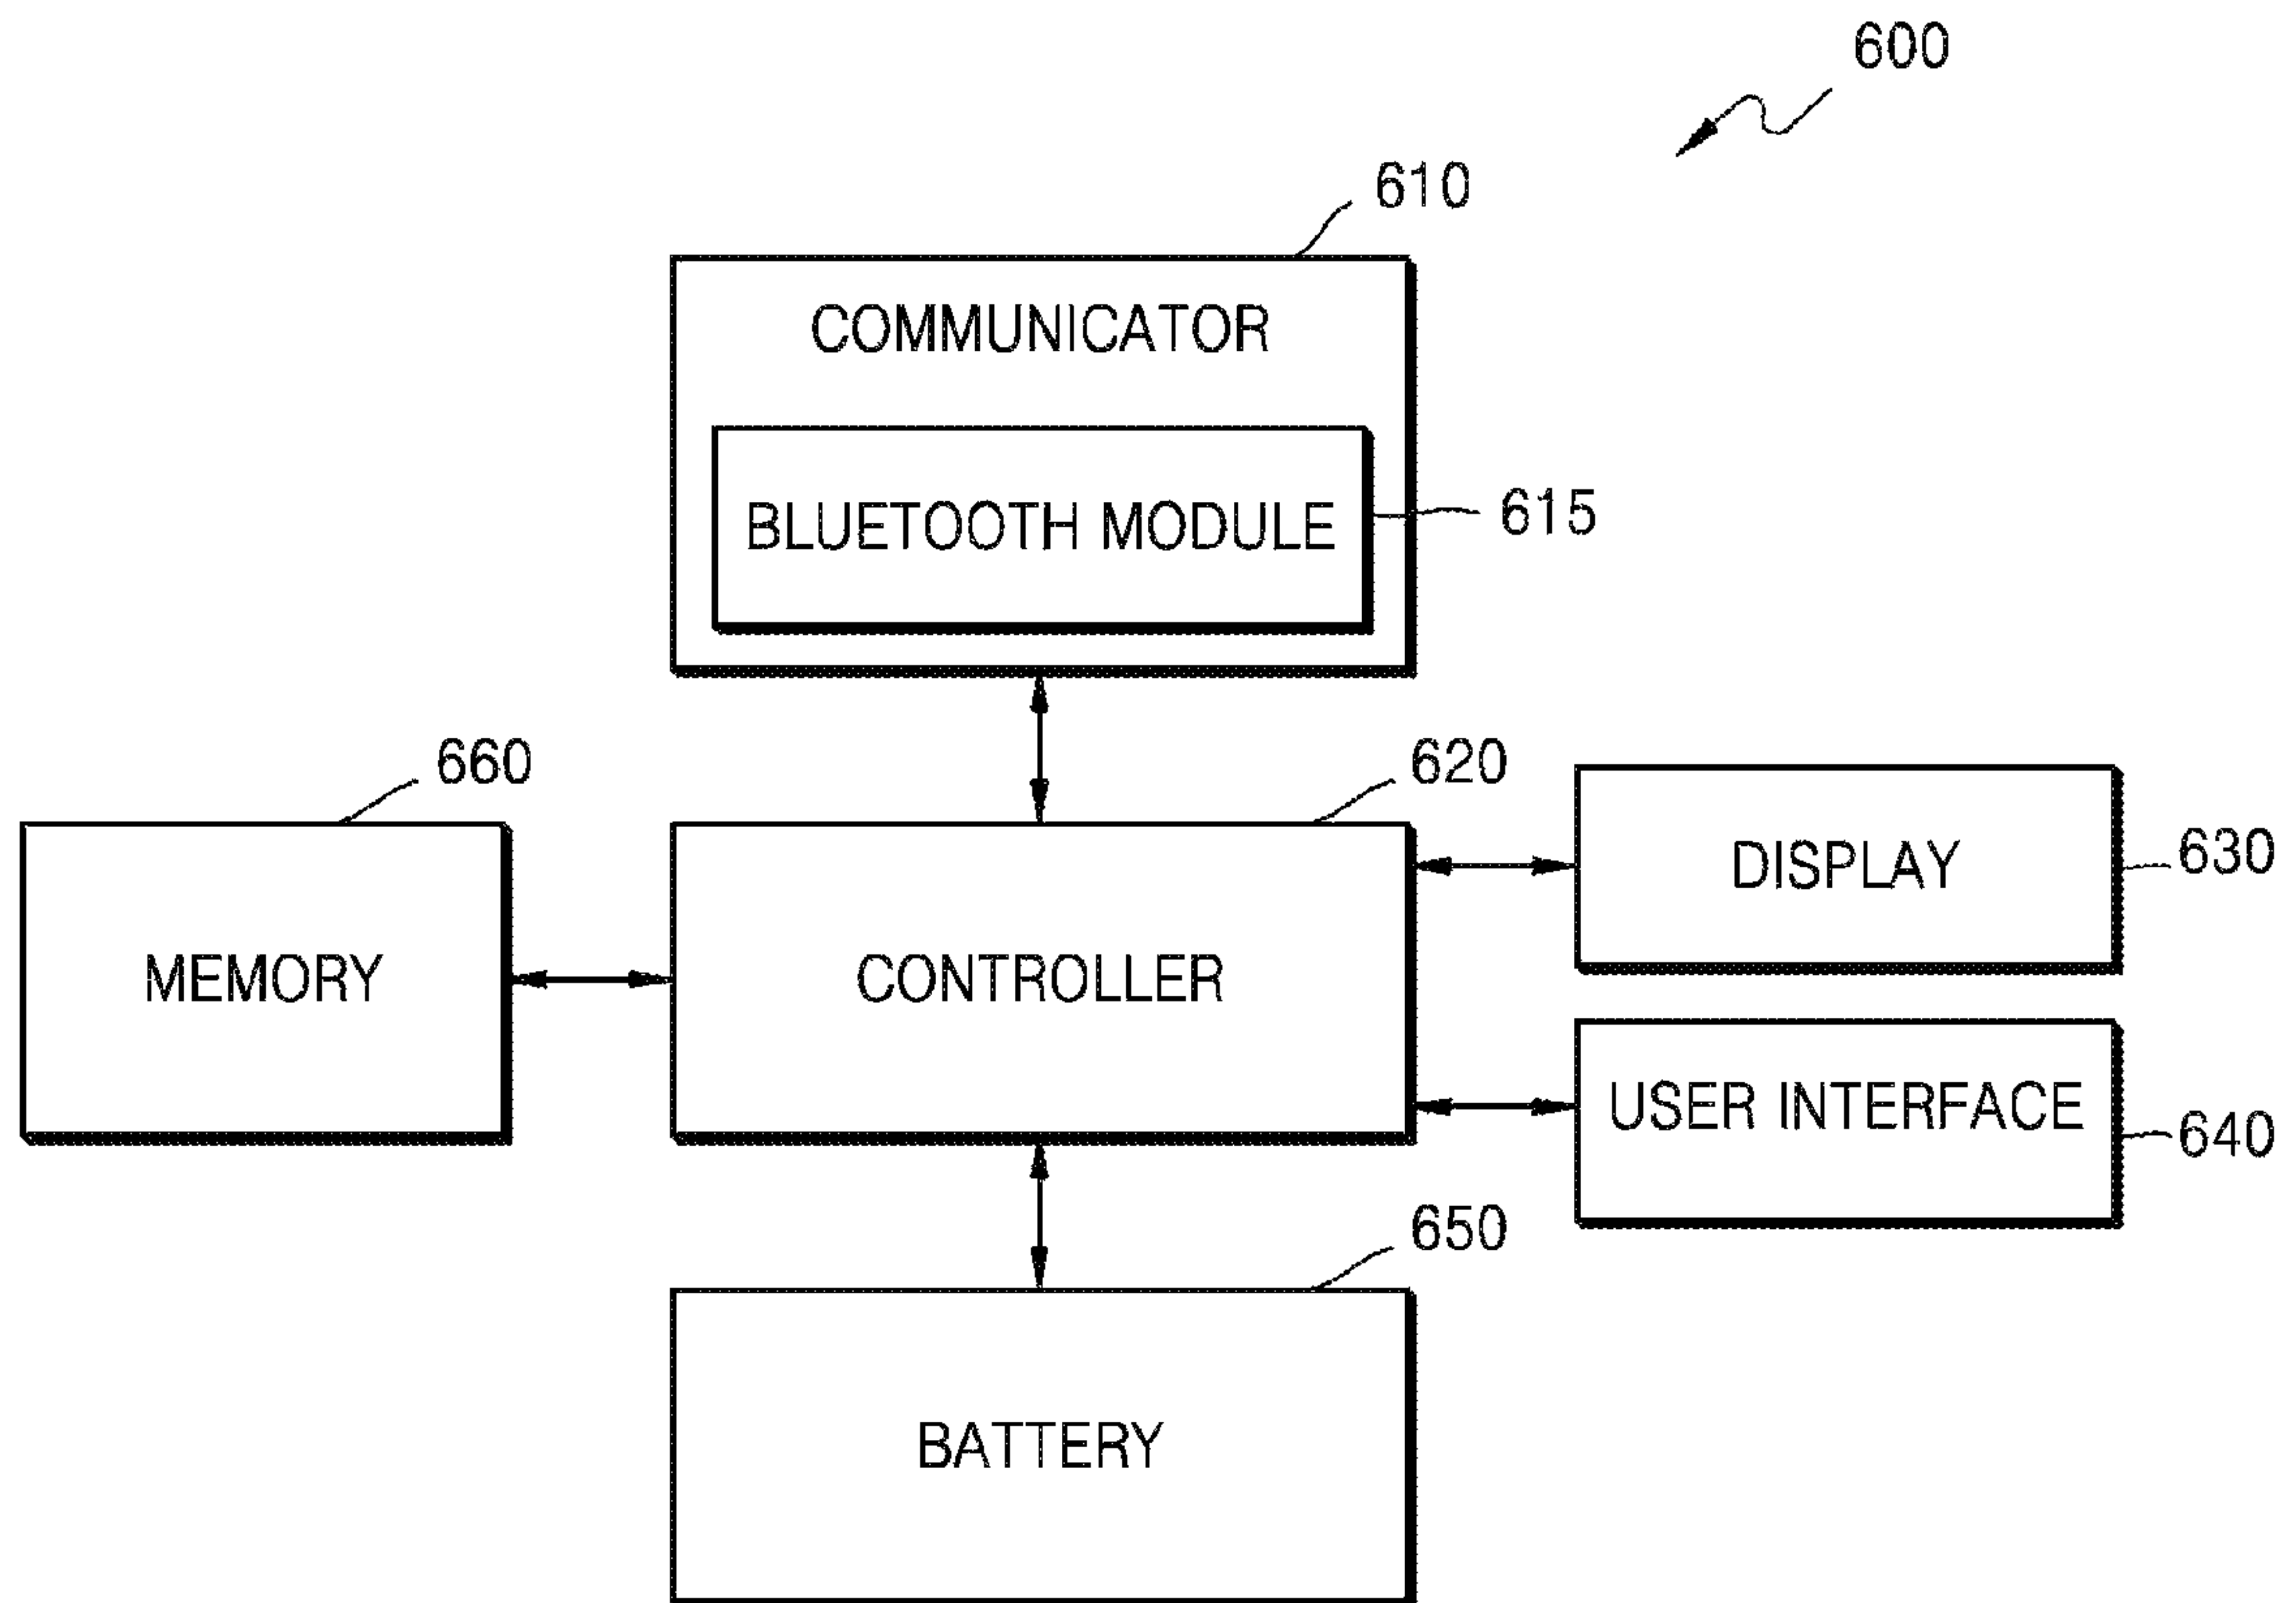 600
610
COMMUNICATOR
BLUETOOTH MODULE
615
660
620
MEMORY
CONTROLLER
DISPLAY
630
USER INTERFACE
640
650
BATTERY